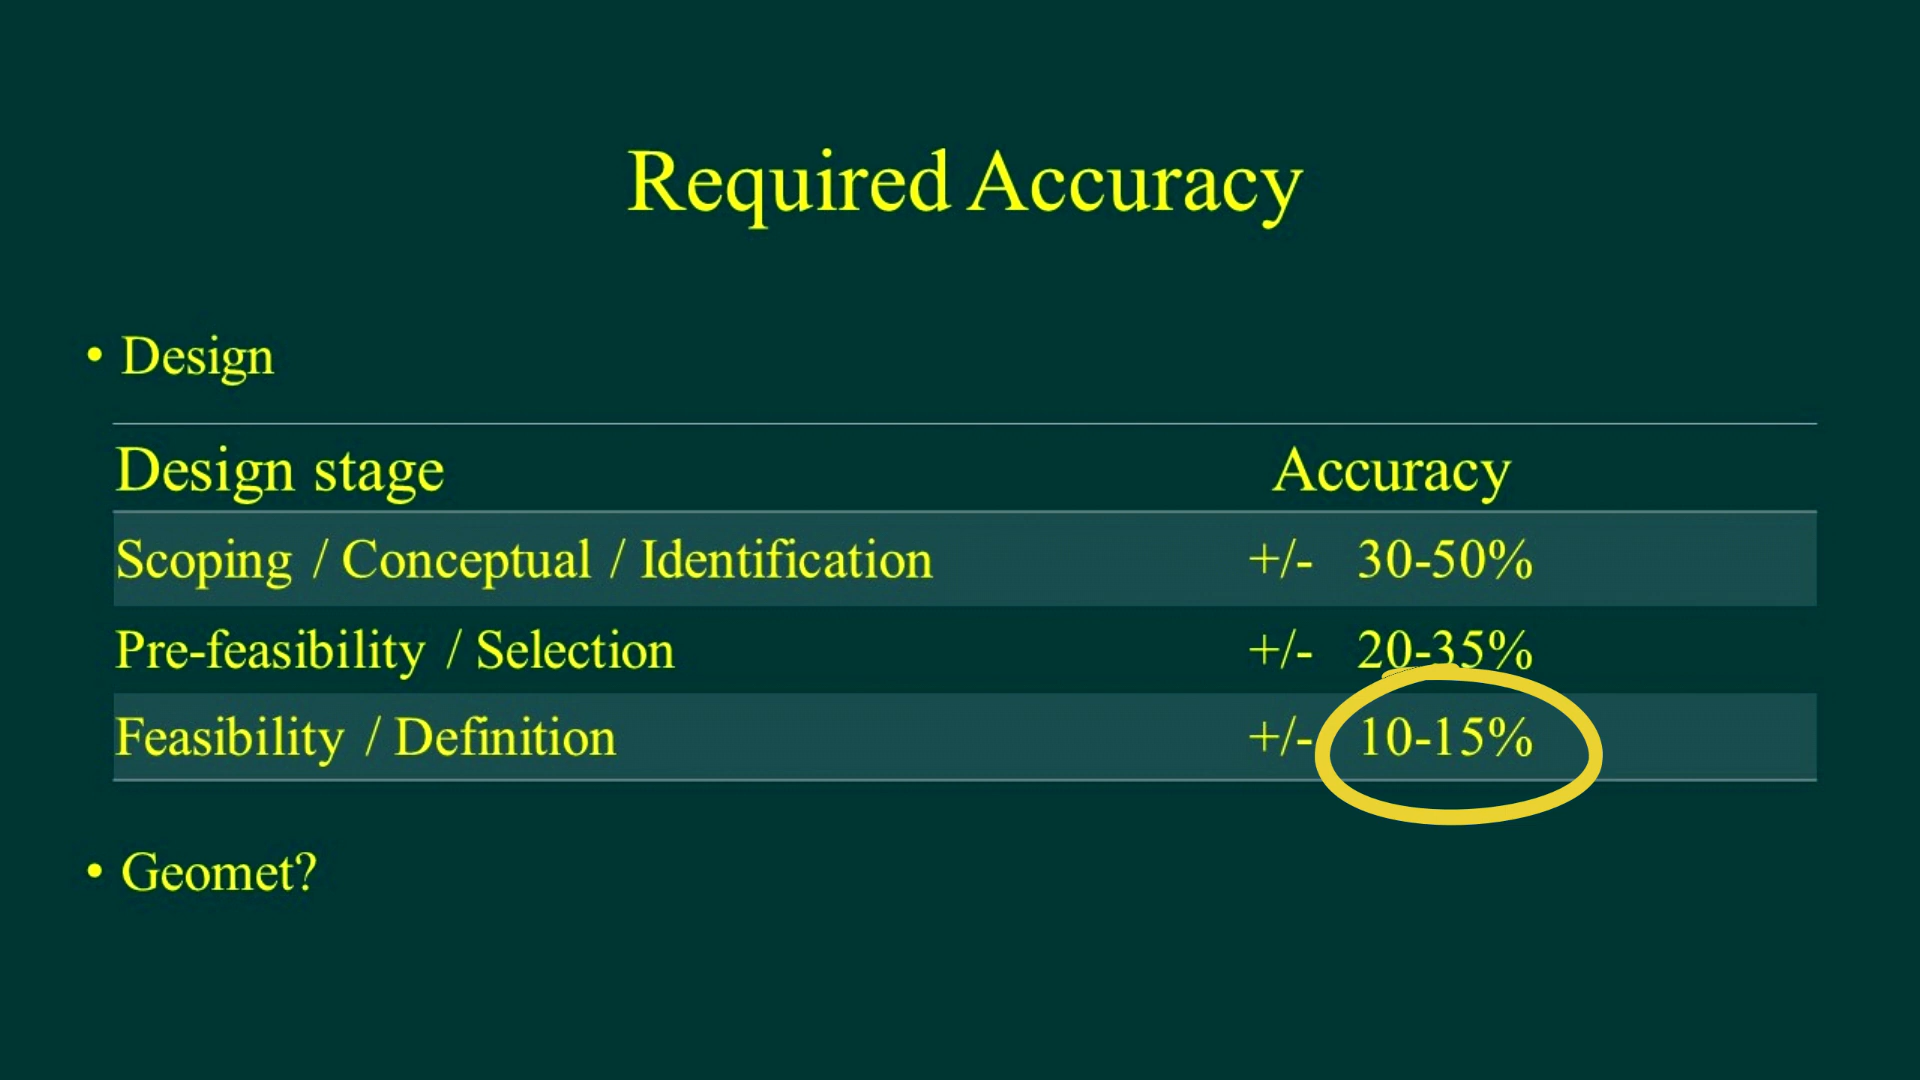 Required Accuracy
• Design
Design stage Accuracy
Scoping / Conceptual / Identification +/- 30-50%
Pre-feasibility / Selection +/- 20-35%
Feasibility / Definition +/- 10-15%
• Geomet?